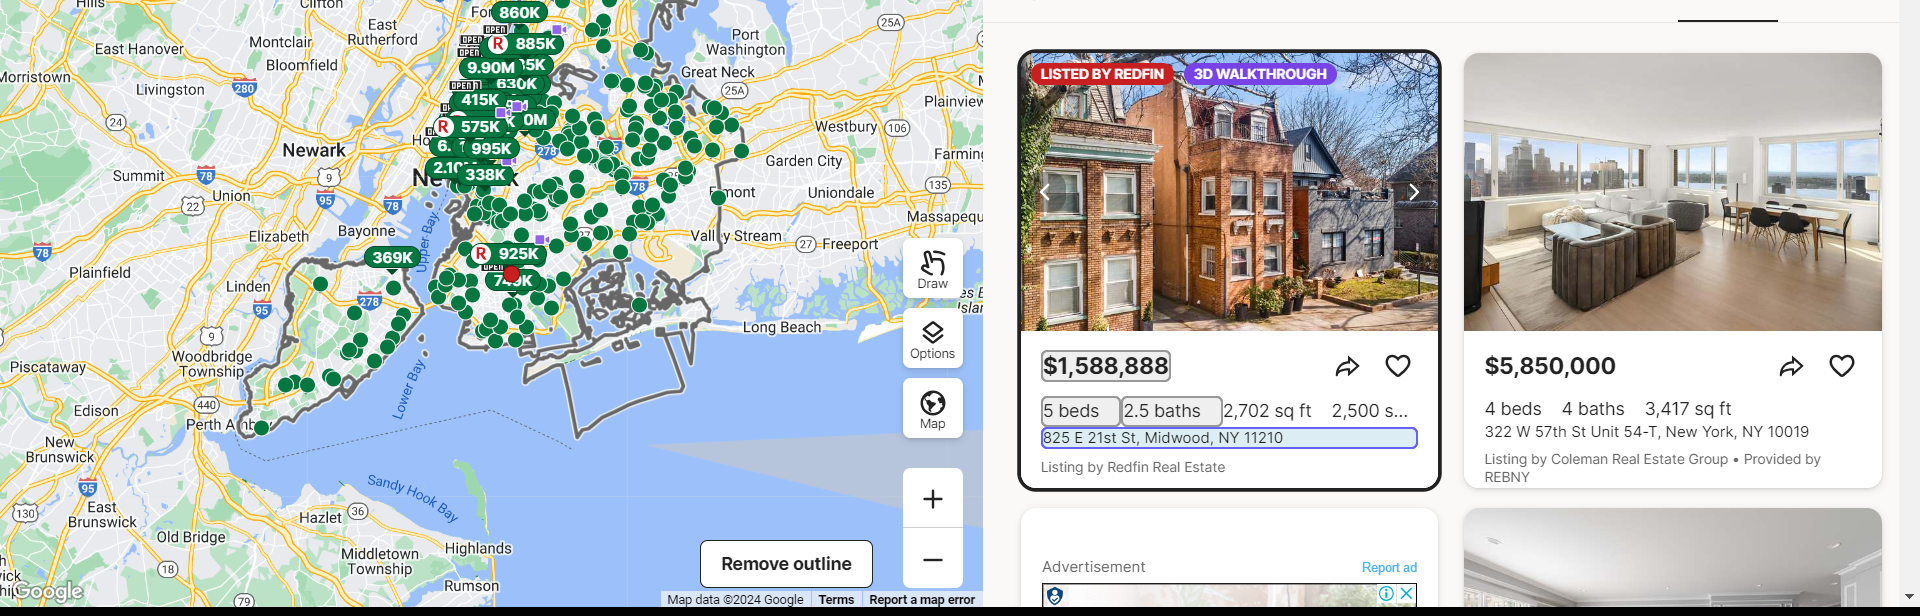 Hills
Clifton
East Hanover
Montclair
East
Rutherford
Bloomfield
Morristown
Livingston
280
24
Newark
9
95
78
Summit
Union
22
78
Elizabeth
Bayonne
Upper Bay
78
Plainfield
Linden
95
278
9
Woodbridge
Township
Piscataway
440
Edison
New
Brunswick
95
130
East
Brunswick
Old Bridge
18
79
Hazlet
36
Middletown
Township
Highlands
Rumson
Sandy Hook Bay
Lower Bay
Port
Washington
25A
Great Neck
25A
Plainview
Westbury
106
Garden City
135
Uniondale
Valley Stream
27
Freeport
Long Beach
278
860K
OPEN
R 885K
OPEN
9.90M
630K
OPEN
415K
0M
R 575K
995K
338K
R 925K
OPEN
369K
Draw
Options
Map
+
−
Remove outline
Google
Map data ©2024 Google
Terms
Report a map error
LISTED BY REDFIN
3D WALKTHROUGH
$1,588,888
5 beds 2.5 baths 2,702 sq ft 2,500 s...
825 E 21st St, Midwood, NY 11210
Listing by Redfin Real Estate
$5,850,000
4 beds 4 baths 3,417 sq ft
322 W 57th St Unit 54-T, New York, NY 10019
Listing by Coleman Real Estate Group • Provided by
REBNY
Advertisement
Report ad